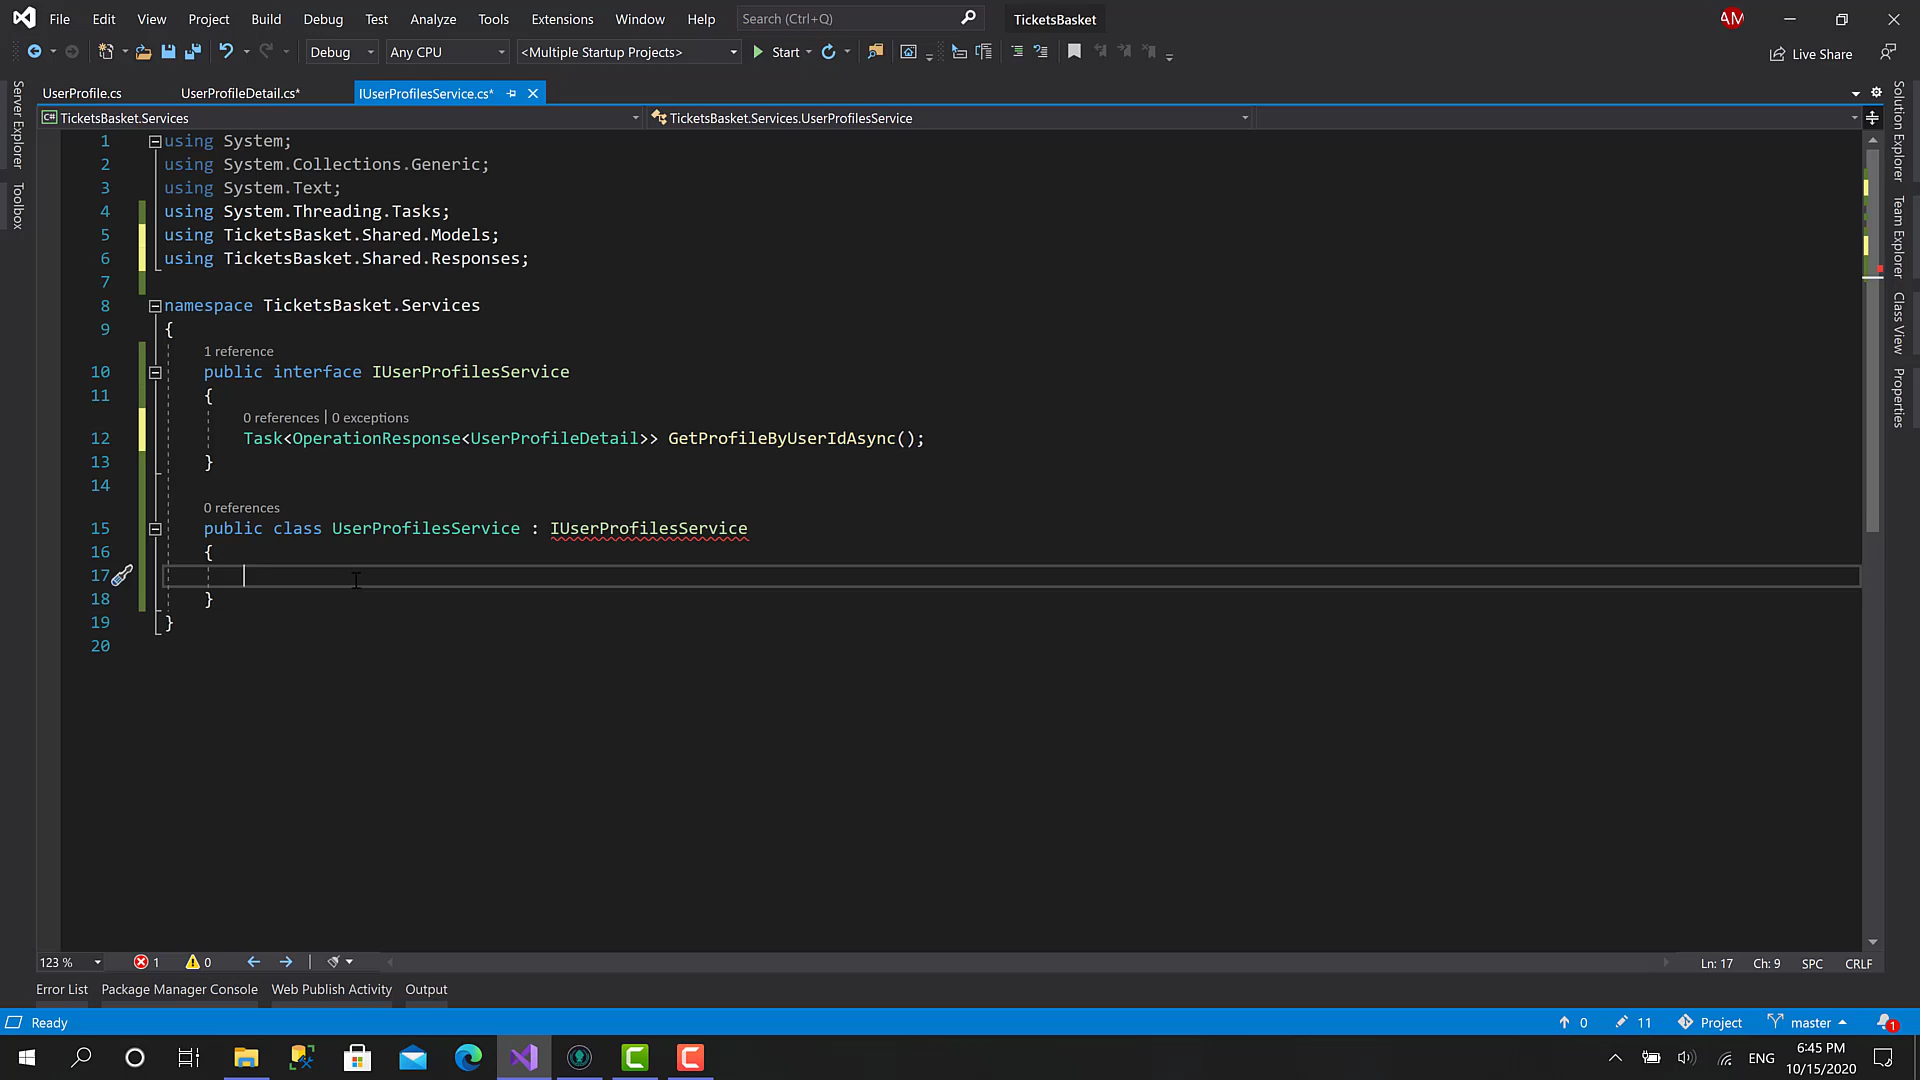 File Edit View Project Build Debug Test Analyze Tools Extensions Window Help Search (Ctrl+Q) TicketsBasket AM
Debug Any CPU <Multiple Startup Projects> Start Live Share
UserProfile.cs UserProfileDetail.cs* IUserProfilesService.cs*
C# TicketsBasket.Services TicketsBasket.Services.UserProfilesService
Server Explorer
Toolbox
Solution Explorer
Team Explorer
Class View
Properties
1 using System;
2 using System.Collections.Generic;
3 using System.Text;
4 using System.Threading.Tasks;
5 using TicketsBasket.Shared.Models;
6 using TicketsBasket.Shared.Responses;
7
8 namespace TicketsBasket.Services
9 {
1 reference
10 public interface IUserProfilesService
11 {
0 references | 0 exceptions
12 Task<OperationResponse<UserProfileDetail>> GetProfileByUserIdAsync();
13 }
14
0 references
15 public class UserProfilesService : IUserProfilesService
16 {
17
18 }
19 }
20
123 % 1 0 Ln: 17 Ch: 9 SPC CRLF
Error List Package Manager Console Web Publish Activity Output
Ready 0 11 Project master 1
ENG 6:45 PM
10/15/2020